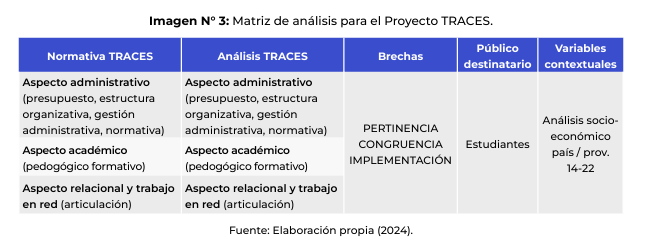 Imagen N° 3: Matriz de análisis para el Proyecto TRACES.
Normativa TRACES
Análisis TRACES
Brechas
Público
destinatario
Variables
contextuales
Aspecto administrativo
(presupuesto, estructura
organizativa, gestión
administrativa, normativa)
Aspecto administrativo
(presupuesto, estructura
organizativa, gestión
administrativa, normativa)
Aspecto académico
(pedagógico formativo)
Aspecto académico
(pedagógico formativo)
Aspecto relacional y trabajo
en red (articulación)
Aspecto relacional y trabajo
en red (articulación)
PERTINENCIA
CONGRUENCIA
IMPLEMENTACIÓN
Estudiantes
Análisis socio-
económico
país / prov.
14-22
Fuente: Elaboración propia (2024).